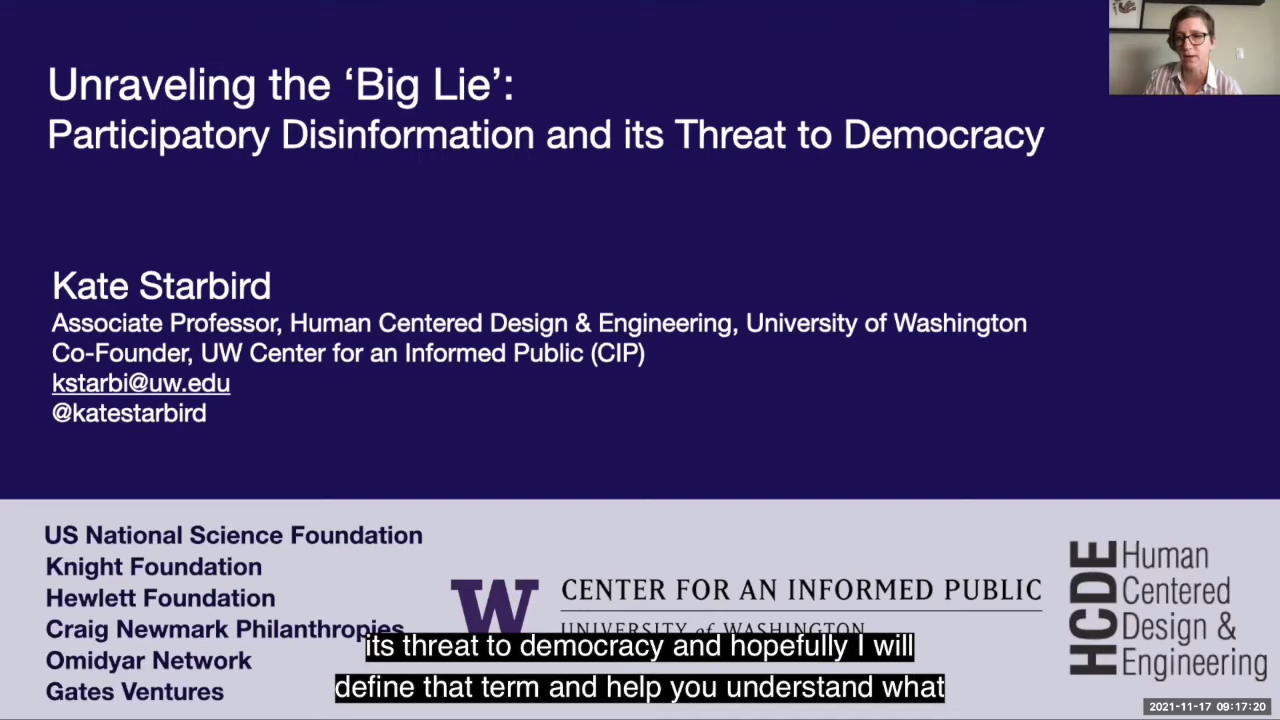 Unraveling the ‘Big Lie’:
Participatory Disinformation and its Threat to Democracy
Kate Starbird
Associate Professor, Human Centered Design & Engineering, University of Washington
Co-Founder, UW Center for an Informed Public (CIP)
kstarbi@uw.edu
@katestarbird
US National Science Foundation
Knight Foundation
Hewlett Foundation
Craig Newmark Philanthropies
Omidyar Network
Gates Ventures
W
CENTER FOR AN INFORMED PUBLIC
UNIVERSITY of WASHINGTON
HCDE
Human
Centered
Design &
Engineering
its threat to democracy and hopefully I will
define that term and help you understand what
2021-11-17 09:17:20